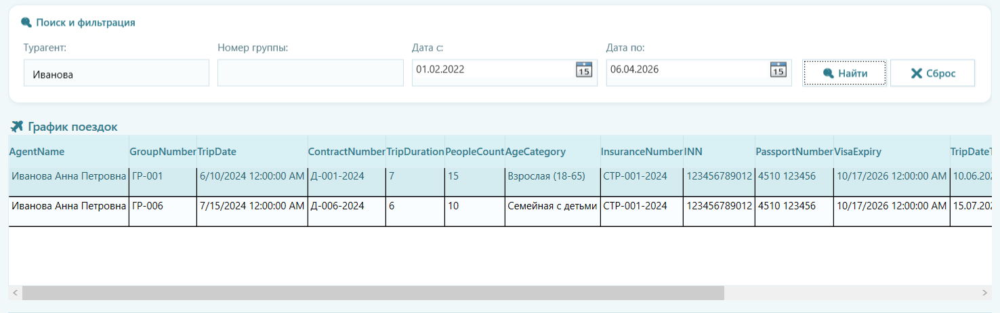 Поиск и фильтрация
Турагент: Номер группы: Дата с: Дата по:
Иванова 01.02.2022 15 06.04.2026 15 Найти Сброс
График поездок
AgentName GroupNumber TripDate ContractNumber TripDuration PeopleCount AgeCategory InsuranceNumber INN PassportNumber VisaExpiry TripDateT
Иванова Анна Петровна ГР-001 6/10/2024 12:00:00 AM Д-001-2024 7 15 Взрослая (18-65) СТР-001-2024 123456789012 4510 123456 10/17/2026 12:00:00 AM 10.06.202
Иванова Анна Петровна ГР-006 7/15/2024 12:00:00 AM Д-006-2024 6 10 Семейная с детьми СТР-001-2024 123456789012 4510 123456 10/17/2026 12:00:00 AM 15.07.202